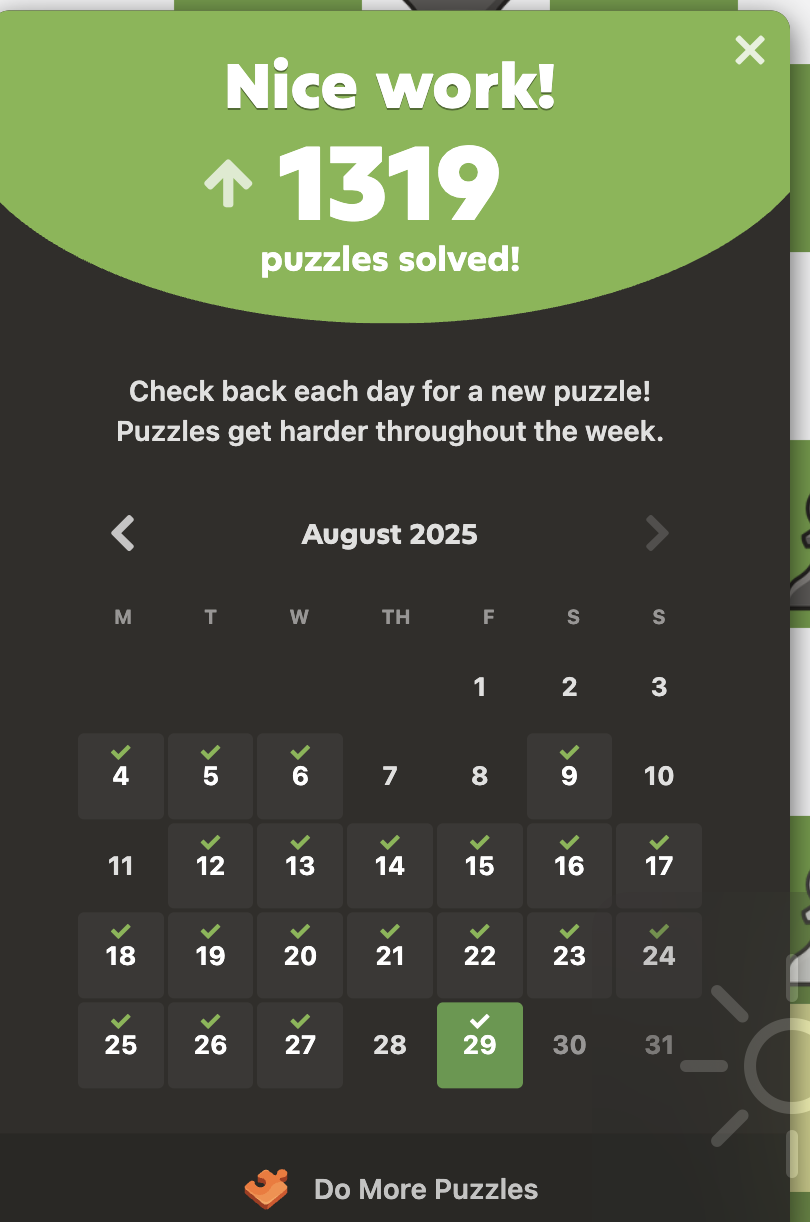 Nice work!
1319
puzzles solved!
Check back each day for a new puzzle!
Puzzles get harder throughout the week.
August 2025
M T W TH F S S
1 2 3
4 5 6 7 8 9 10
11 12 13 14 15 16 17
18 19 20 21 22 23 24
25 26 27 28 29 30 31
Do More Puzzles